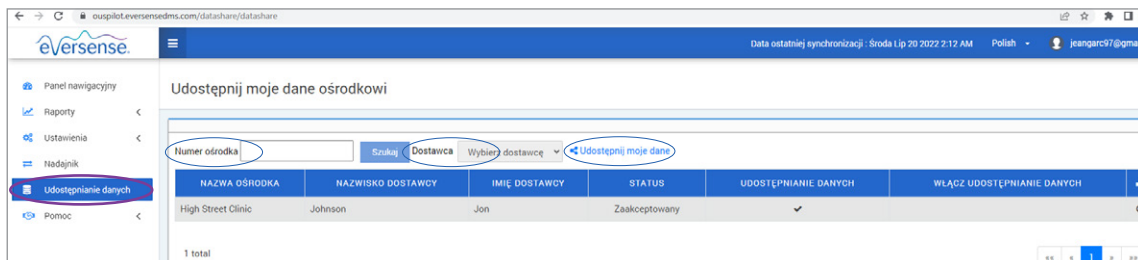 ouspilot.eversensedms.com/datashare/datashare
eversense.
Data ostatniej synchronizacji : Środa Lip 20 2022 2:12 AM Polish jeangarc97@gma
Panel nawigacyjny
Udostępnij moje dane ośrodkowi
Raporty
Ustawienia
Numer ośrodka Szukaj Dostawca Wybierz dostawcę Udostępnij moje dane
Nadajnik
Udostępnianie danych
NAZWA OŚRODKA NAZWISKO DOSTAWCY IMIĘ DOSTAWCY STATUS UDOSTĘPNIANIE DANYCH WŁĄCZ UDOSTĘPNIANIE DANYCH
High Street Clinic Johnson Jon Zaakceptowany
Pomoc
1 total
1